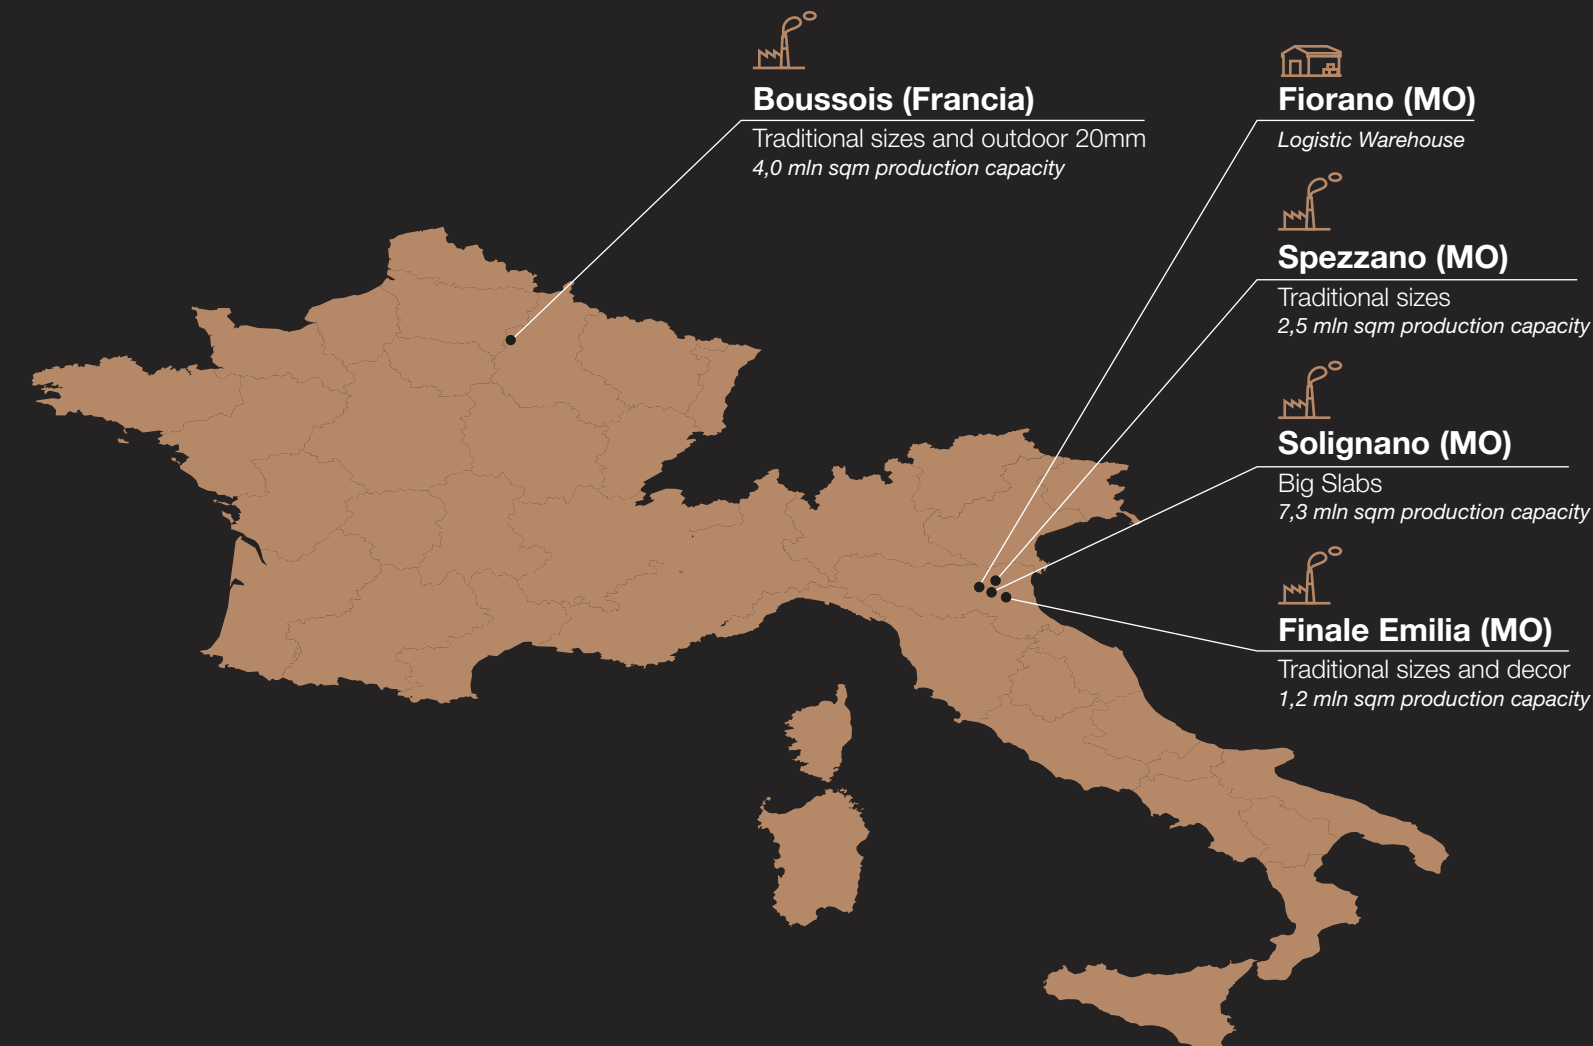 Boussois (Francia)
Traditional sizes and outdoor 20mm
4,0 mln sqm production capacity
Fiorano (MO)
Logistic Warehouse
Spezzano (MO)
Traditional sizes
2,5 mln sqm production capacity
Solignano (MO)
Big Slabs
7,3 mln sqm production capacity
Finale Emilia (MO)
Traditional sizes and decor
1,2 mln sqm production capacity